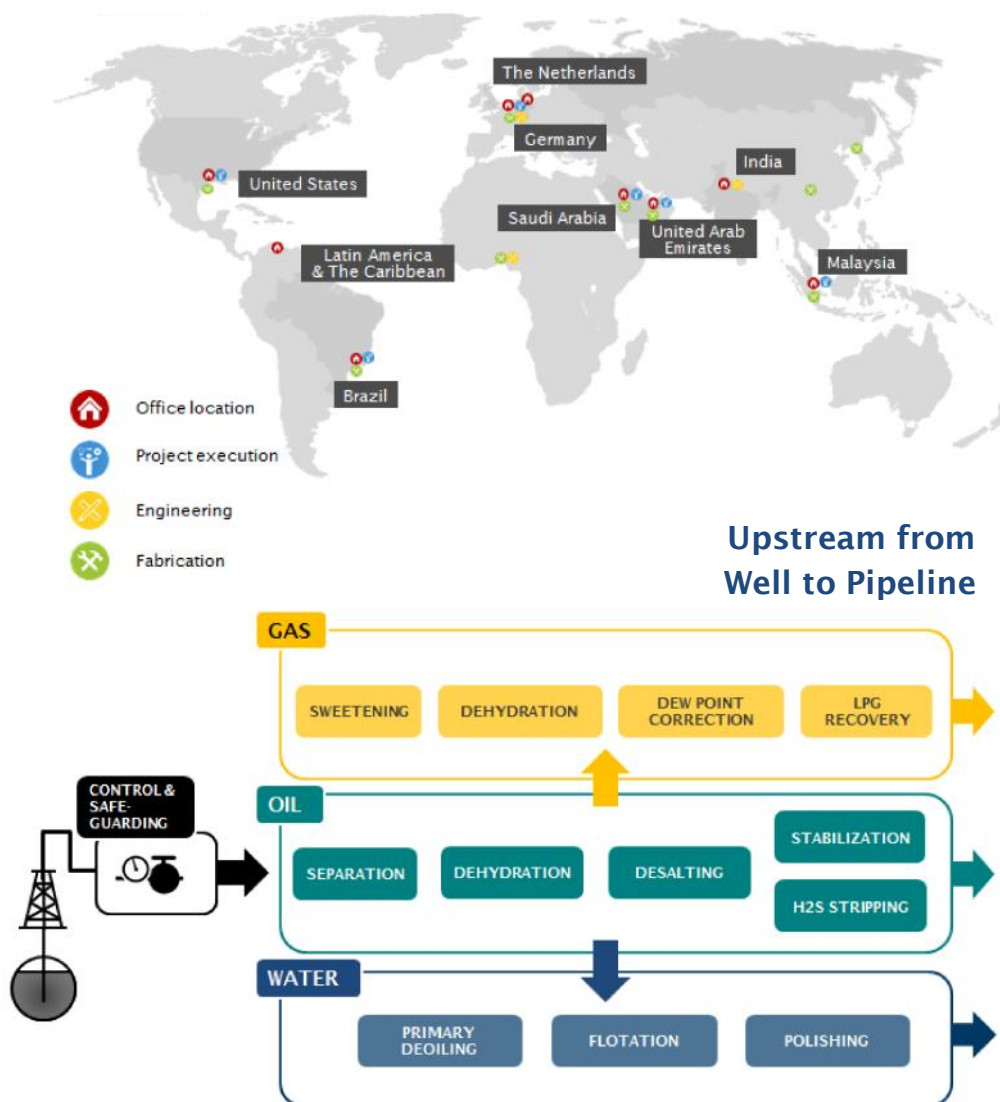 The Netherlands
Germany
India
United States
Saudi Arabia
United Arab
Emirates
Latin America
& The Caribbean
Malaysia
Brazil
Office location
Project execution
Engineering
Fabrication
Upstream from
Well to Pipeline
GAS
SWEETENING
DEHYDRATION
DEW POINT
CORRECTION
LPG
RECOVERY
CONTROL &
SAFE-
GUARDING
OIL
SEPARATION
DEHYDRATION
DESALTING
STABILIZATION
H2S STRIPPING
WATER
PRIMARY
DEOILING
FLOTATION
POLISHING